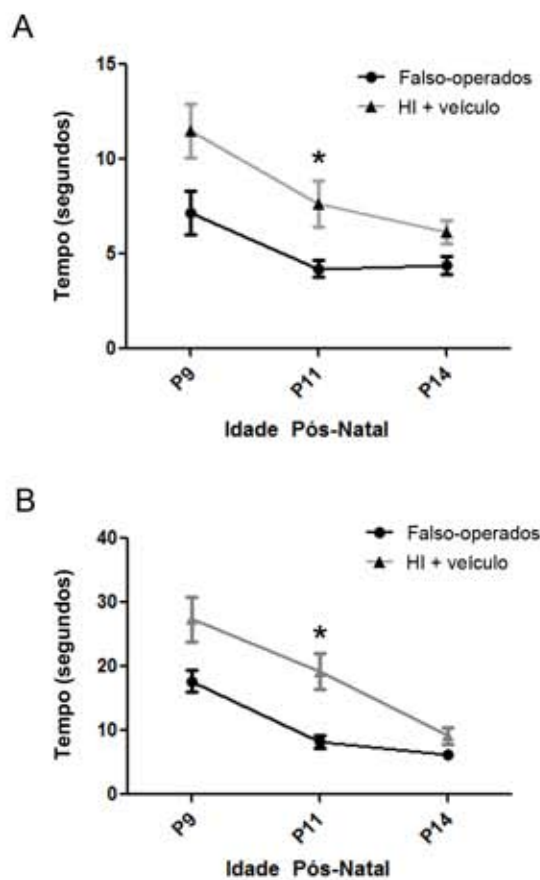 A
15
10
5
0
Tempo (segundos)
Falso-operados
HI + veículo
*
P9
P11
P14
Idade Pós-Natal
B
40
30
20
10
0
Tempo (segundos)
Falso-operados
HI + veículo
*
P9
P11
P14
Idade Pós-Natal